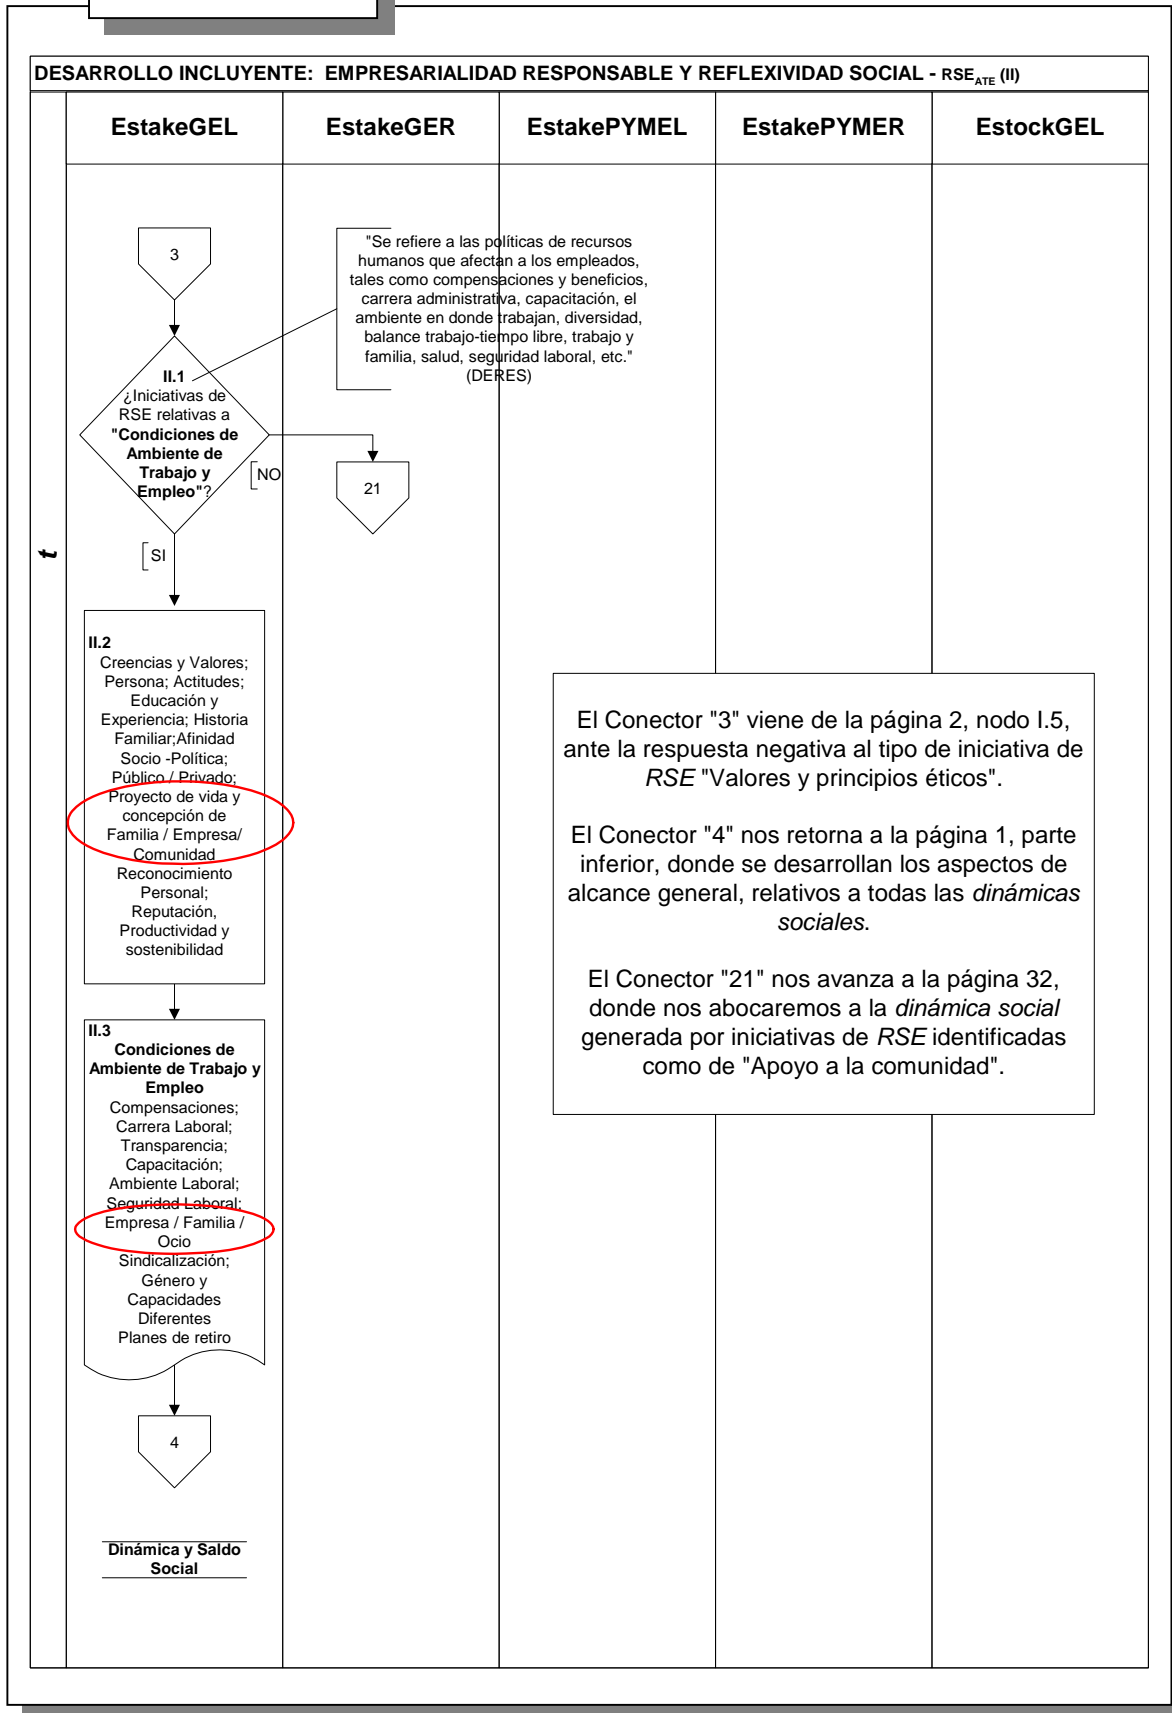 DESARROLLO INCLUYENTE:  EMPRESARIALIDAD RESPONSABLE Y REFLEXIVIDAD SOCIAL - RSE ATE (II)
EstakeGEL
EstakeGER
EstakePYMEL
EstakePYMER
EstockGEL
t
3
"Se refiere a las políticas de recursos
humanos que afectan a los empleados,
tales como compensaciones y beneficios,
carrera administrativa, capacitación, el
ambiente en donde trabajan, diversidad,
balance trabajo-tiempo libre, trabajo y
familia, salud, seguridad laboral, etc."
(DERES)
II.1
¿Iniciativas de
RSE relativas a
"Condiciones de
Ambiente de
Trabajo y
Empleo"?
NO
21
SI
II.2
Creencias y Valores;
Persona; Actitudes;
Educación y
Experiencia; Historia
Familiar;Afinidad
Socio -Política;
Público / Privado;
Proyecto de vida y
concepción de
Familia / Empresa/
Comunidad
Reconocimiento
Personal;
Reputación,
Productividad y
sostenibilidad
El Conector "3" viene de la página 2, nodo I.5,
ante la respuesta negativa al tipo de iniciativa de
RSE "Valores y principios éticos".
El Conector "4" nos retorna a la página 1, parte
inferior, donde se desarrollan los aspectos de
alcance general, relativos a todas las dinámicas
sociales.
El Conector "21" nos avanza a la página 32,
donde nos abocaremos a la dinámica social
generada por iniciativas de RSE identificadas
como de "Apoyo a la comunidad".
II.3
Condiciones de
Ambiente de Trabajo y
Empleo
Compensaciones;
Carrera Laboral;
Transparencia;
Capacitación;
Ambiente Laboral;
Seguridad Laboral;
Empresa / Familia /
Ocio
Sindicalización;
Género y
Capacidades
Diferentes
Planes de retiro
4
Dinámica y Saldo
Social